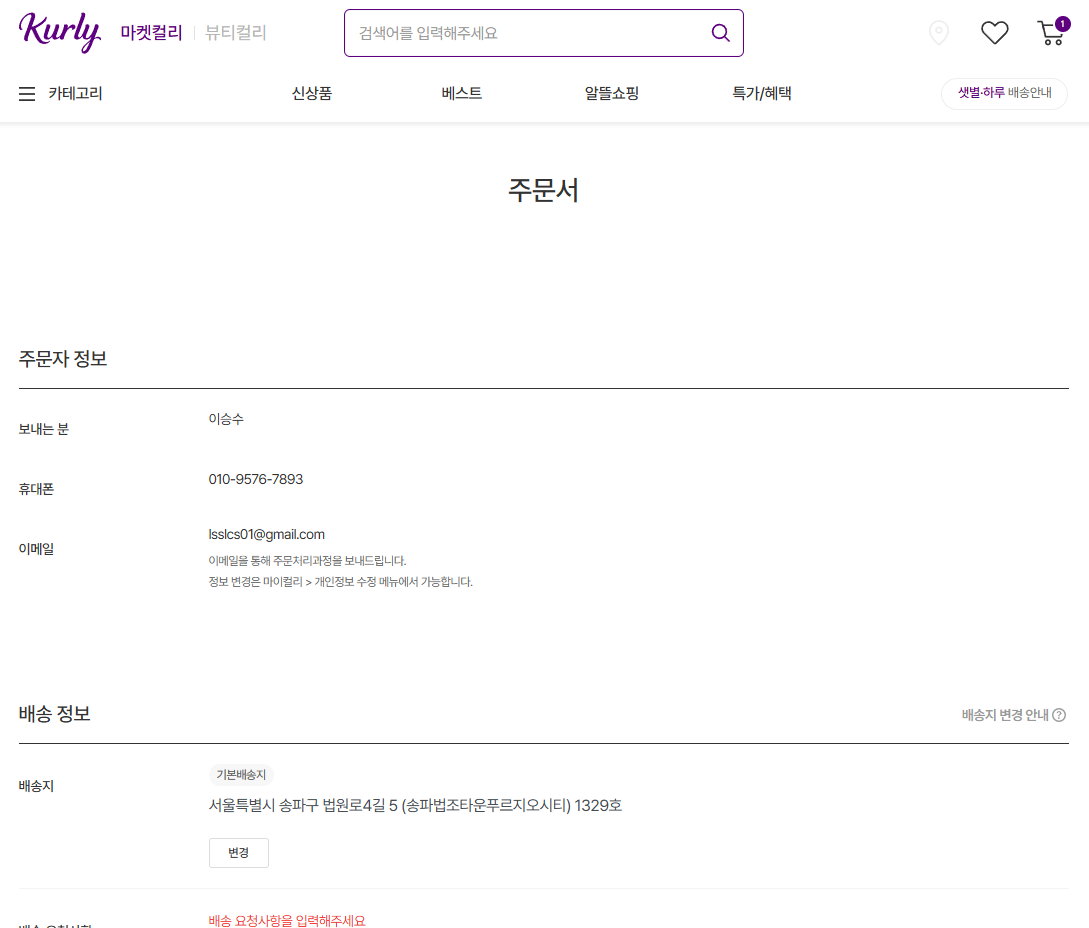 Kurly 마켓컬리 뷰티컬리
검색어를 입력해주세요
1
카테고리 신상품 베스트 알뜰쇼핑 특가/혜택 샛별·하루 배송안내
주문서
주문자 정보
보내는 분 이승수
휴대폰 010-9576-7893
이메일 lsslcs01@gmail.com
이메일을 통해 주문처리과정을 보내드립니다.
정보 변경은 마이컬리 > 개인정보 수정 메뉴에서 가능합니다.
배송 정보 배송지 변경 안내 ?
배송지 기본배송지
서울특별시 송파구 법원로4길 5 (송파법조타운푸르지오시티) 1329호
변경
배송 요청사항 배송 요청사항을 입력해주세요